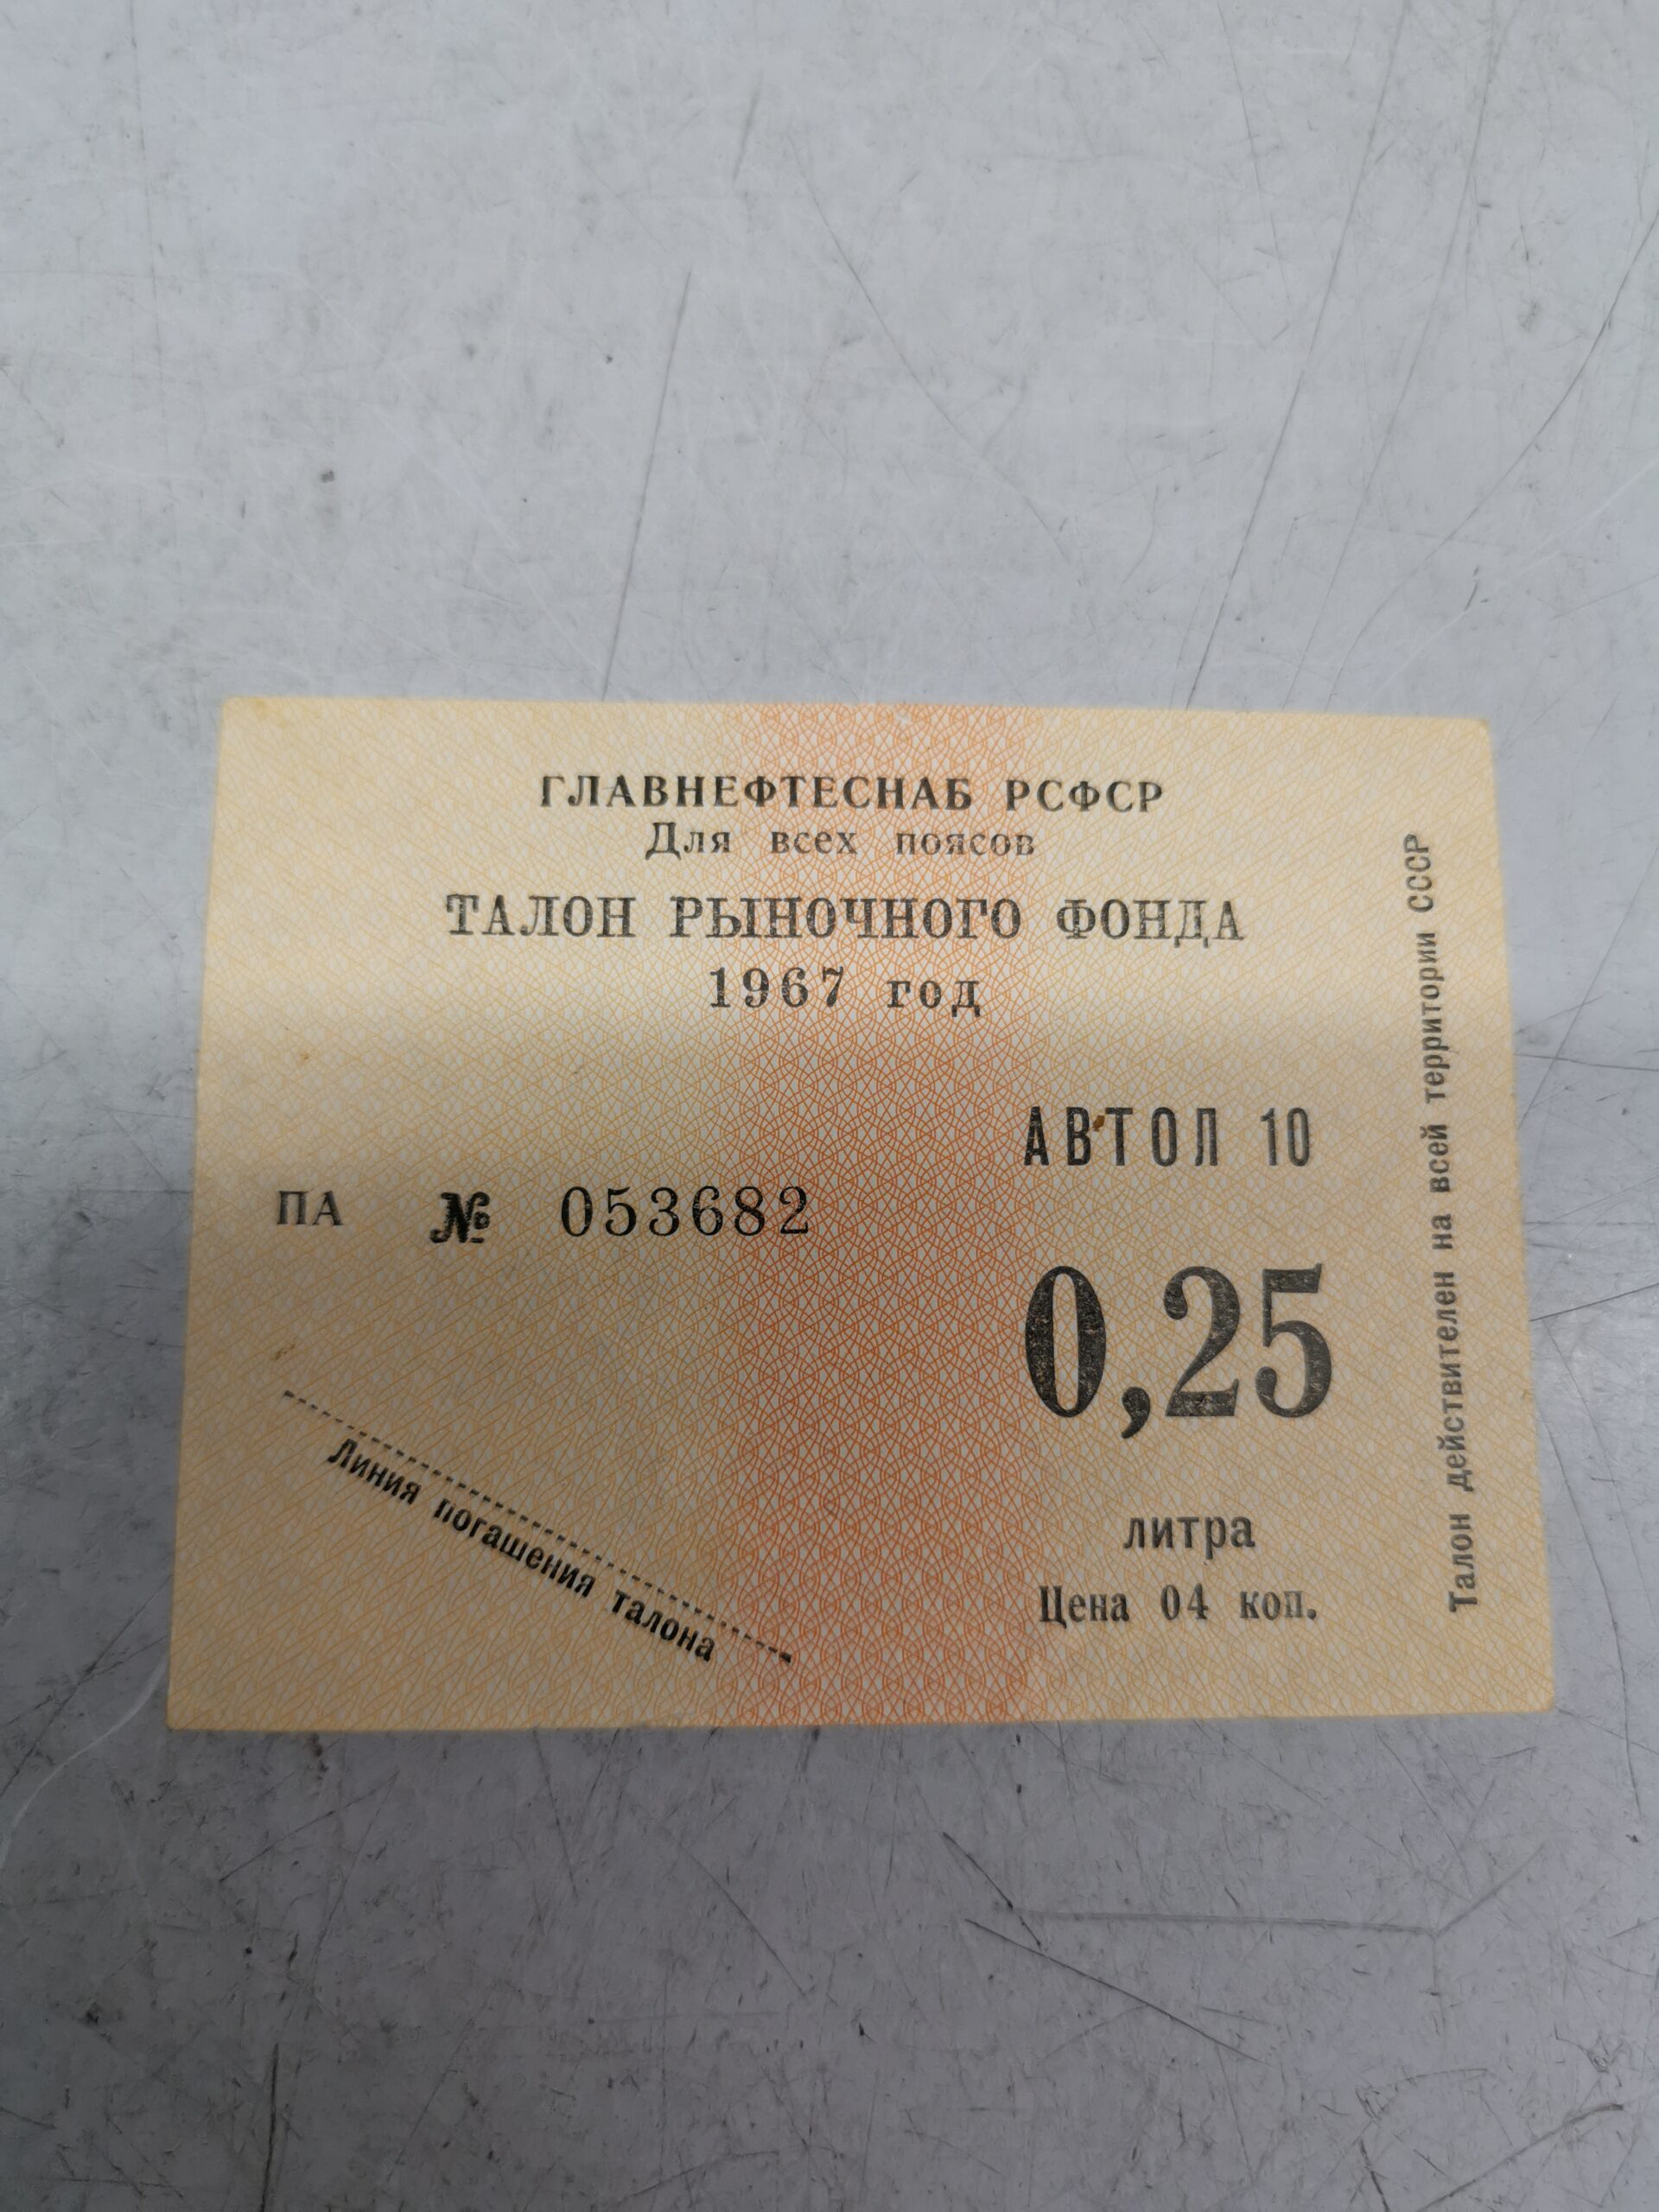 ГЛАВНЕФТЕСНАБ РСФСР
Для всех поясов
ТАЛОН РЫНОЧНОГО ФОНДА
1967 год
АВТОЛ 10
ПА № 053682
0,25
литра
Цена 04 коп.
Линия погашения талона
Талон действителен на всей территории СССР